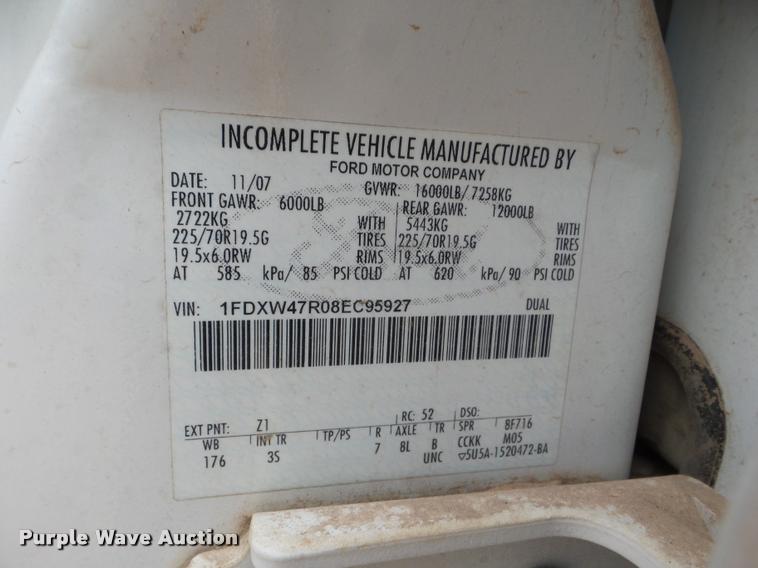 INCOMPLETE VEHICLE MANUFACTURED BY
FORD MOTOR COMPANY
DATE: 11/07 GVWR: 16000LB/ 7258KG
FRONT GAWR: 6000LB REAR GAWR: 12000LB
2722KG WITH 5443KG WITH
225/70R19.5G TIRES 225/70R19.5G TIRES
19.5x6.0RW RIMS 19.5x6.0RW RIMS
AT 585 kPa/ 85 PSI COLD AT 620 kPa/ 90 PSI COLD
VIN: 1FDXW47R08EC95927 DUAL
EXT PNT: Z1 RC: 52 DSO:
WB INT TR TP/PS R AXLE TR SPR 8F716
176 3S 7 8L B CCKK M05
UNC ▽5U5A-1520472-BA
Purple Wave Auction